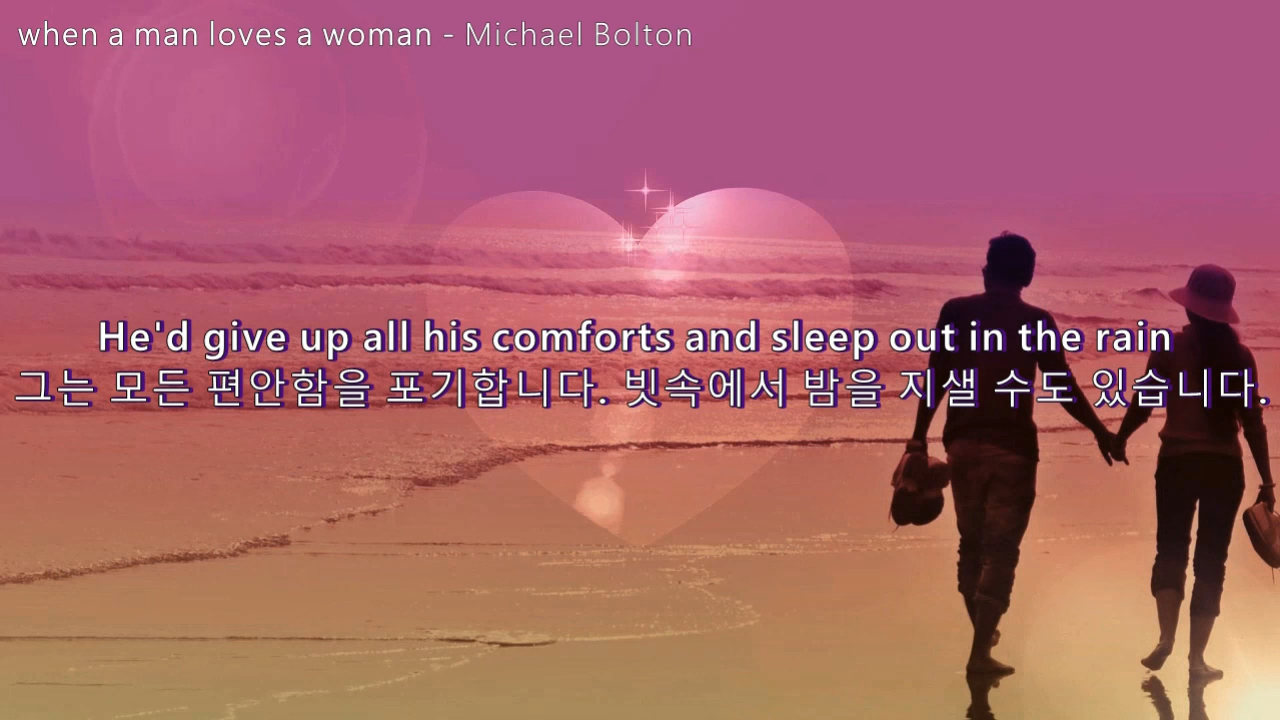 when a man loves a woman - Michael Bolton
He'd give up all his comforts and sleep out in the rain
그는 모든 편안함을 포기합니다. 빗속에서 밤을 지샐 수도 있습니다.